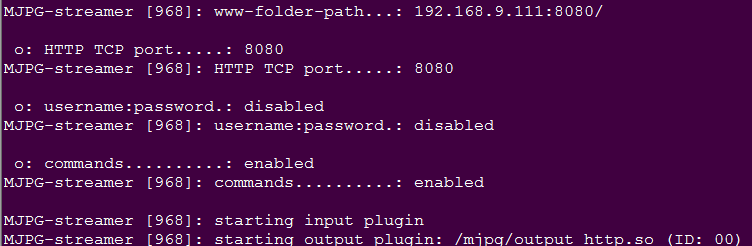 MJPG-streamer [968]: www-folder-path...: 192.168.9.111:8080/
o: HTTP TCP port.....: 8080
MJPG-streamer [968]: HTTP TCP port.....: 8080
o: username:password.: disabled
MJPG-streamer [968]: username:password.: disabled
o: commands..........: enabled
MJPG-streamer [968]: commands..........: enabled
MJPG-streamer [968]: starting input plugin
MJPG-streamer [968]: starting output plugin: /mjpg/output_http.so (ID: 00)